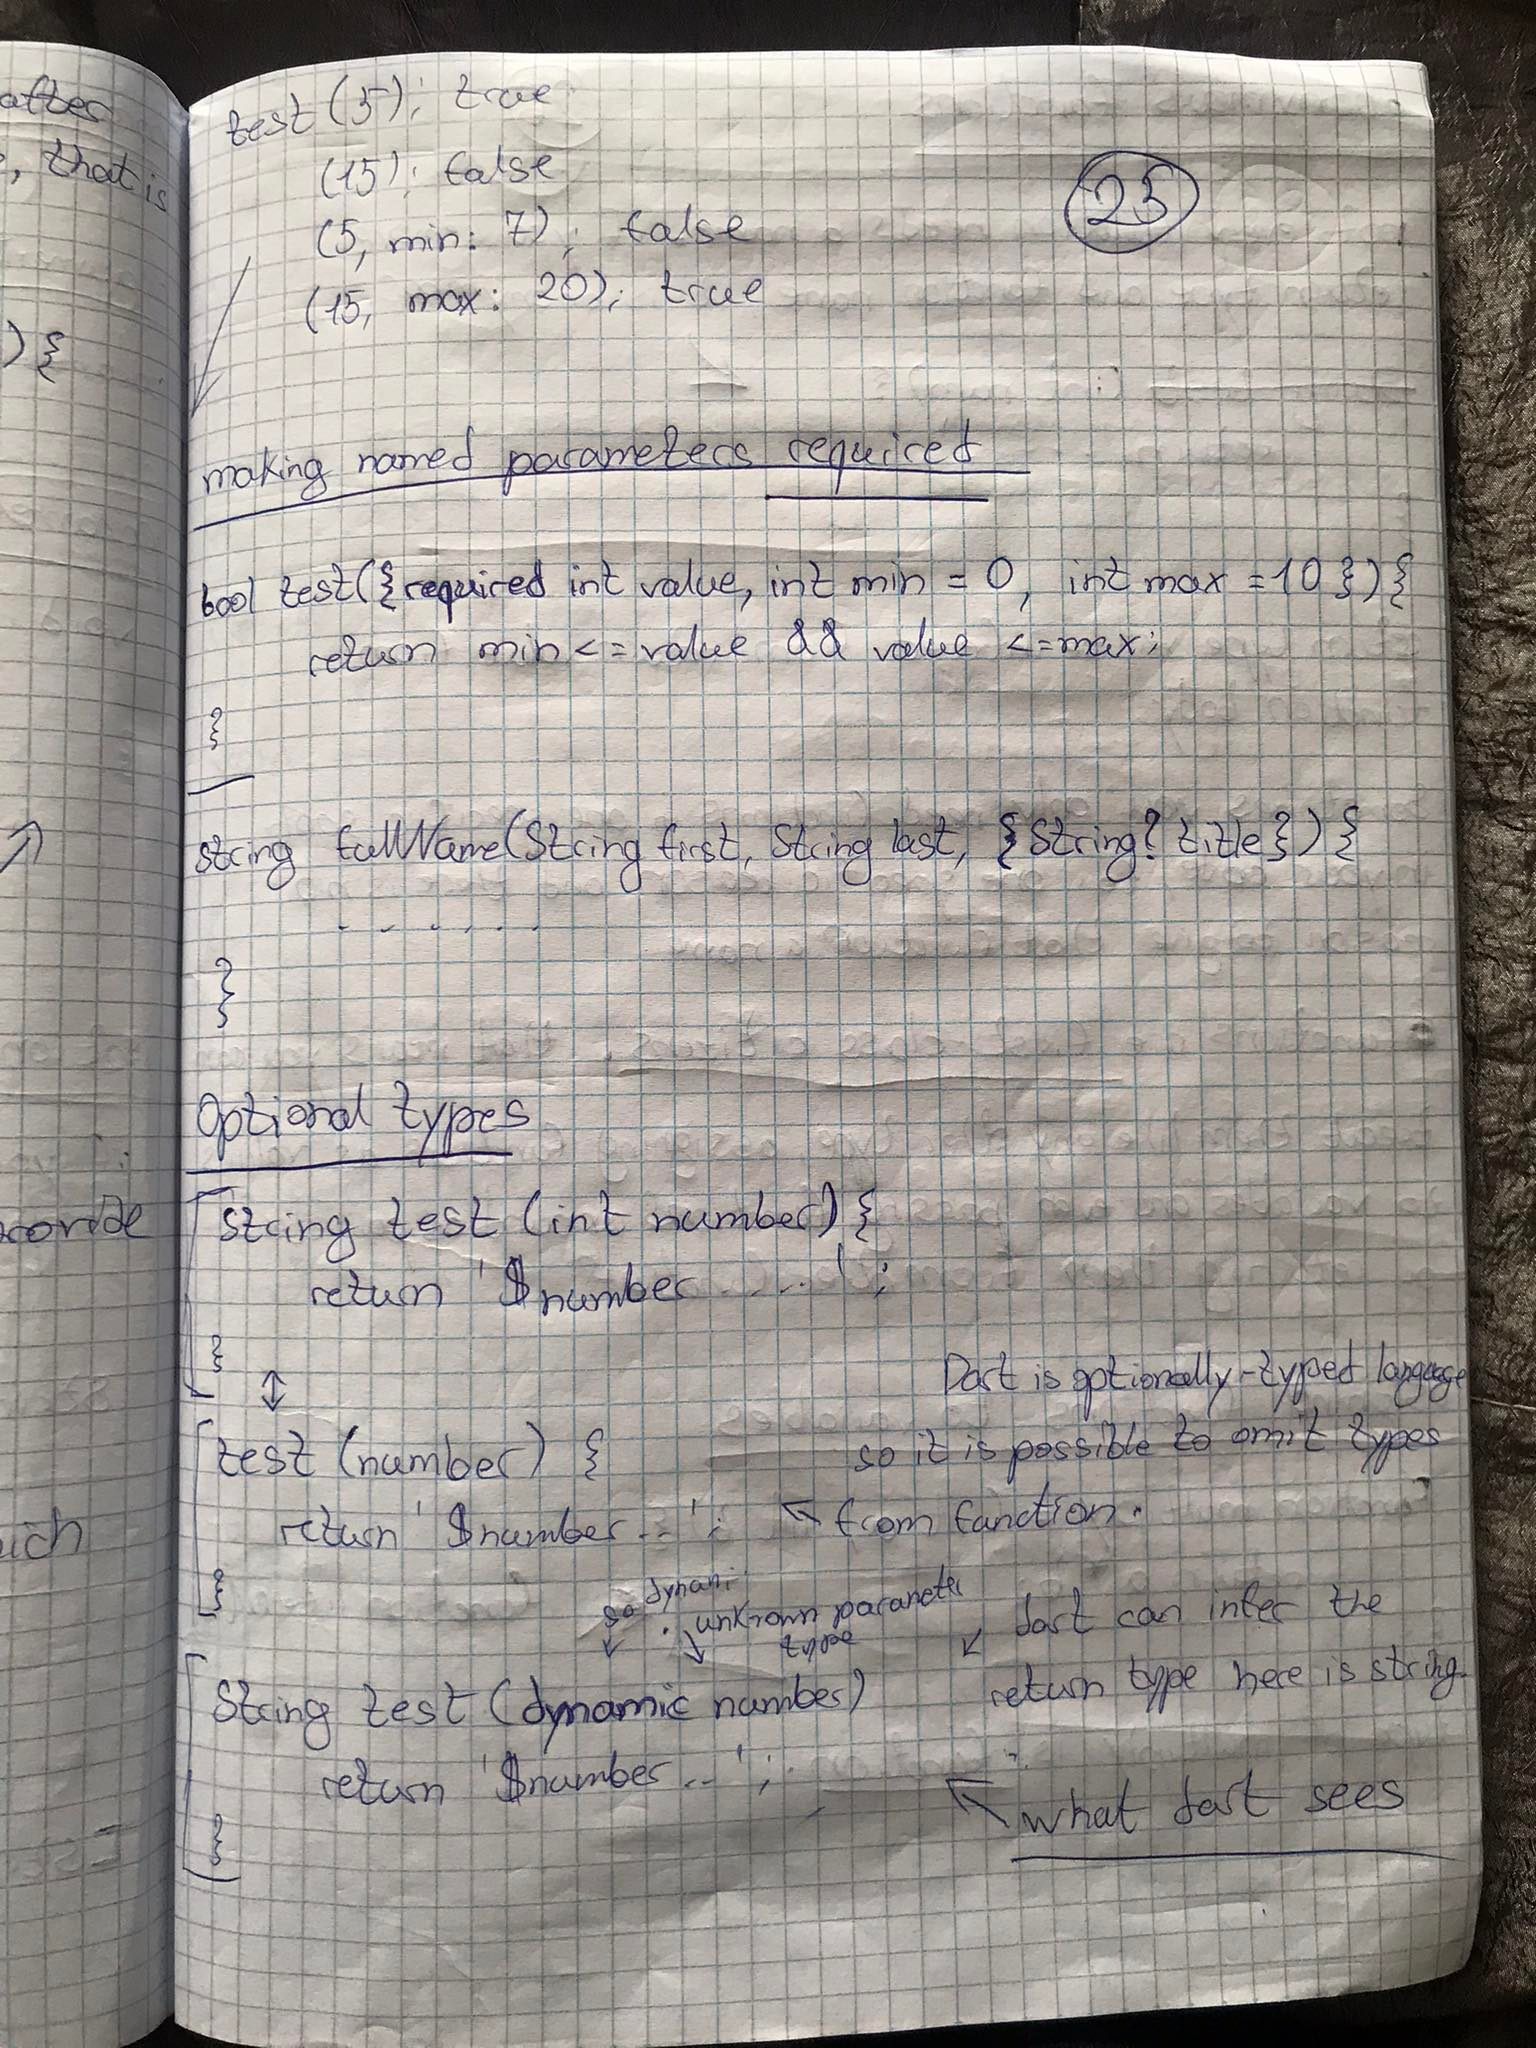 after
, that is
) {
coride
ich
test (5); true
(15); false
(5, min: 7); false
(15, max: 20); true
25
making named parameters required
bool test({required int value, int min = 0, int max = 10 }) {
return min <= value && value <= max;
}
string fullName(String first, String last, {String? title}) {
. . . . . .
}
Optional types
string test (int number) {
return '$number .....';
}
Dart is optionally-typed language
so it is possible to omit types
from function.
test (number) {
return '$number ..';
}
so dynami
unknown parameter
type
dart can infer the
return type here is string.
String test (dynamic number)
return '$number ..';
}
what dart sees